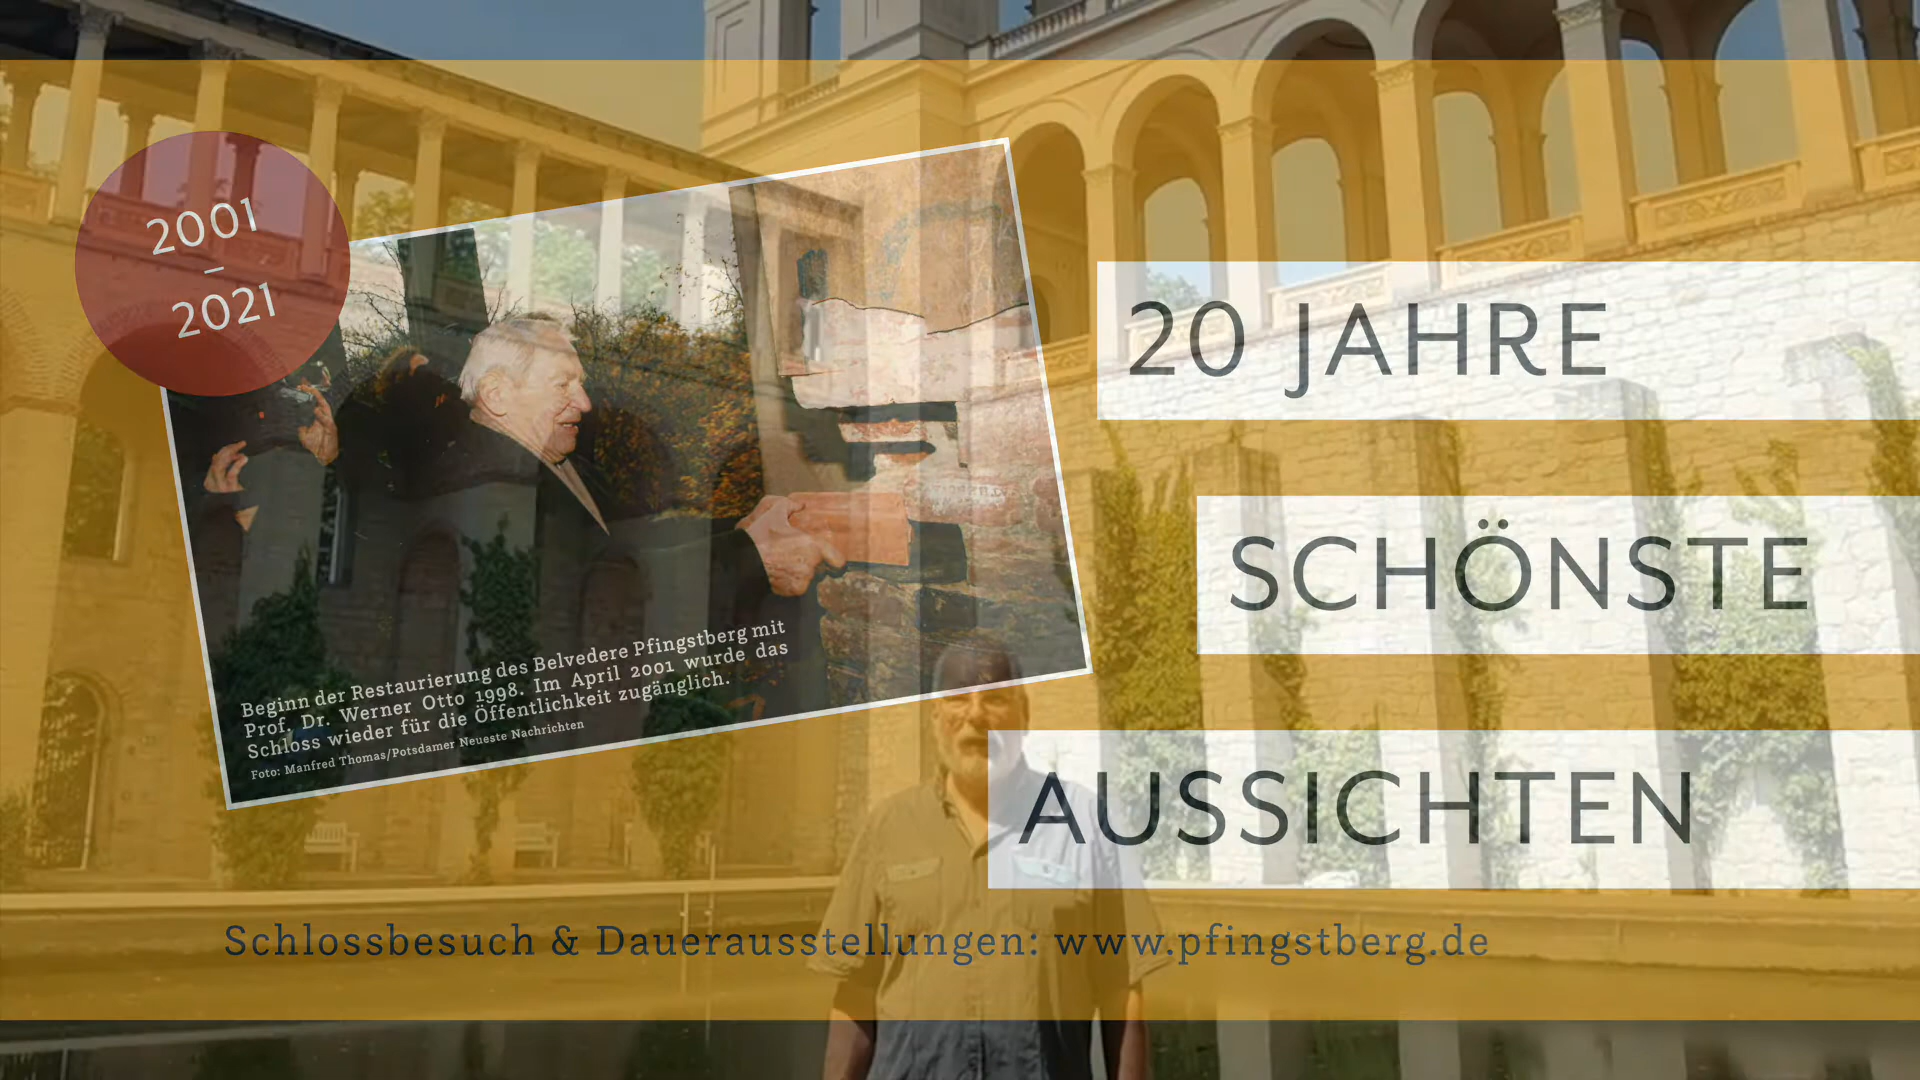 2001
–
2021
20 JAHRE
SCHÖNSTE
AUSSICHTEN
Beginn der Restaurierung des Belvedere Pfingstberg mit
Prof. Dr. Werner Otto 1998. Im April 2001 wurde das
Schloss wieder für die Öffentlichkeit zugänglich.
Foto: Manfred Thomas/Potsdamer Neueste Nachrichten
Schlossbesuch & Dauerausstellungen: www.pfingstberg.de